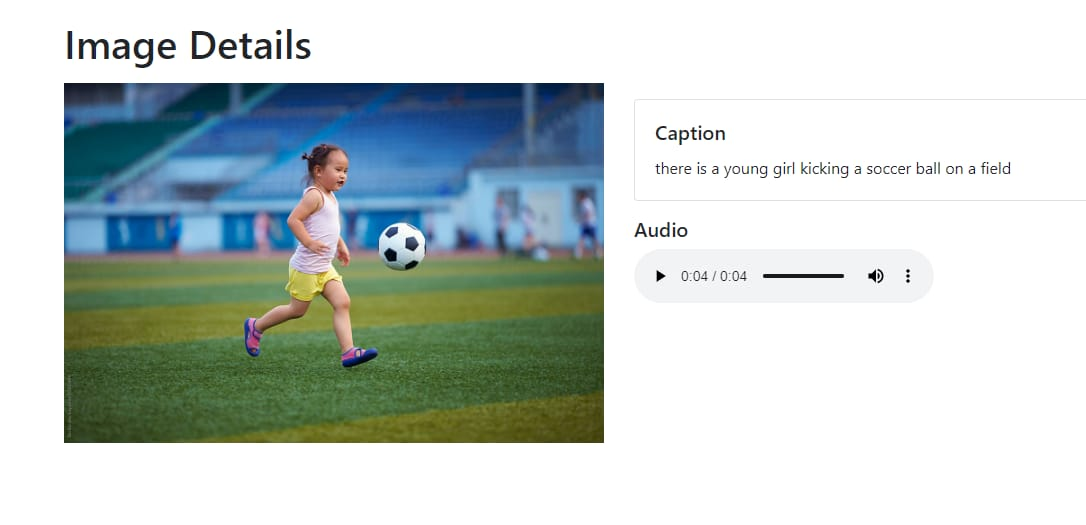 Image Details
Caption
there is a young girl kicking a soccer ball on a field
Audio
0:04 / 0:04